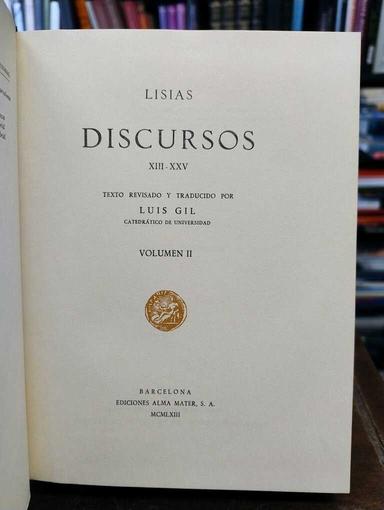 LISIAS
DISCURSOS
XIII-XXV
TEXTO REVISADO Y TRADUCIDO POR
LUIS GIL
CATEDRÁTICO DE UNIVERSIDAD
VOLUMEN II
BARCELONA
EDICIONES ALMA MATER, S. A.
MCMLXIII